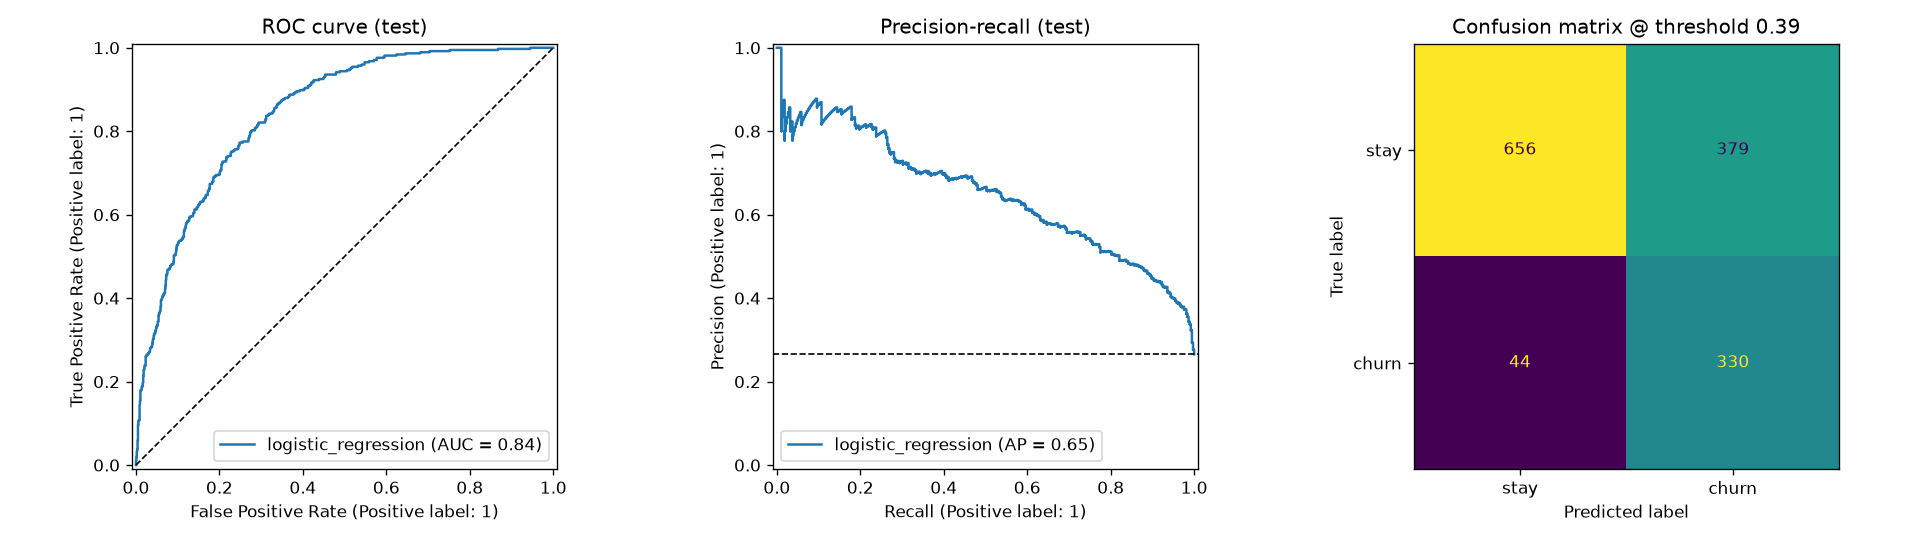 ROC curve (test)
True Positive Rate (Positive label: 1)
1.0
0.8
0.6
0.4
0.2
0.0
logistic_regression (AUC = 0.84)
0.0 0.2 0.4 0.6 0.8 1.0
False Positive Rate (Positive label: 1)
Precision-recall (test)
Precision (Positive label: 1)
1.0
0.8
0.6
0.4
0.2
0.0
logistic_regression (AP = 0.65)
0.0 0.2 0.4 0.6 0.8 1.0
Recall (Positive label: 1)
Confusion matrix @ threshold 0.39
True label
stay 656 379
churn 44 330
stay churn
Predicted label